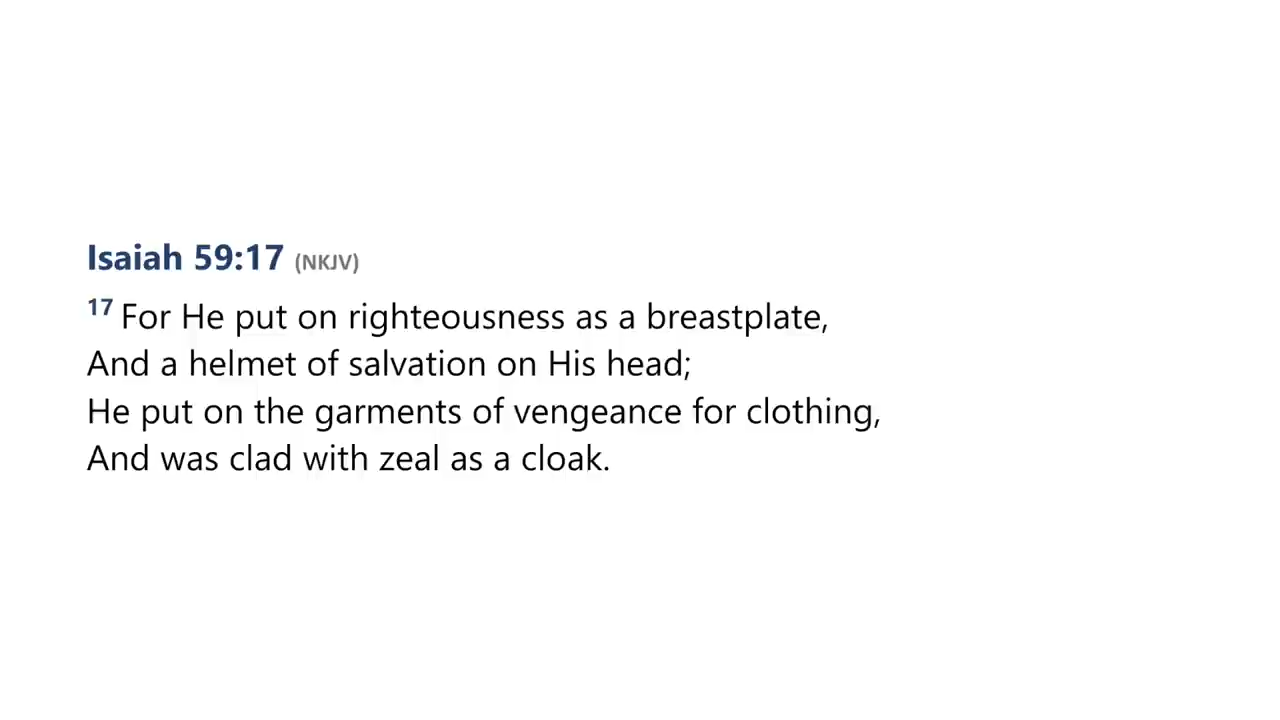 Isaiah 59:17 (NKJV)
17 For He put on righteousness as a breastplate,
And a helmet of salvation on His head;
He put on the garments of vengeance for clothing,
And was clad with zeal as a cloak.